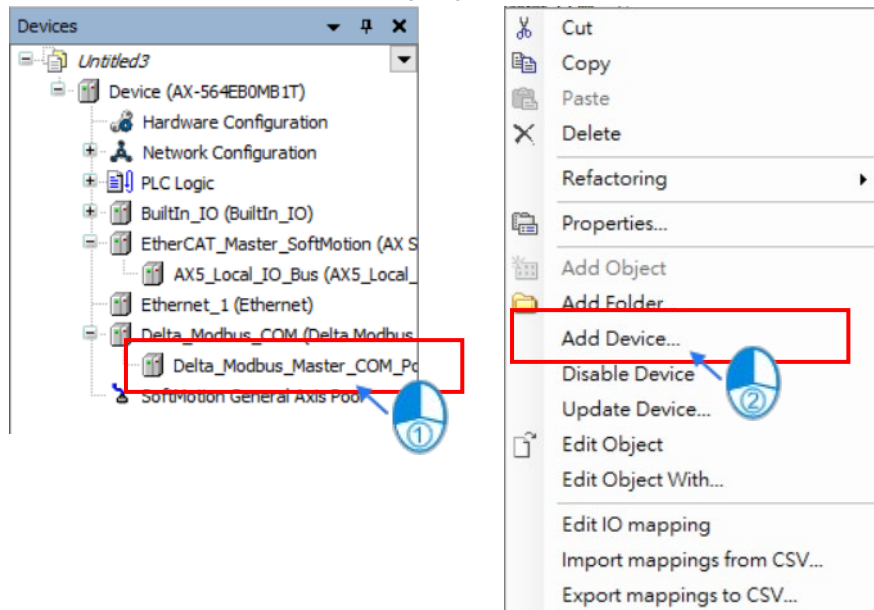 Devices
Untitled3
Device (AX-564EB0MB1T)
Hardware Configuration
Network Configuration
PLC Logic
BuiltIn_IO (BuiltIn_IO)
EtherCAT_Master_SoftMotion (AX S
AX5_Local_IO_Bus (AX5_Local_
Ethernet_1 (Ethernet)
Delta_Modbus_COM (Delta Modbus
Delta_Modbus_Master_COM_Po
SoftMotion General Axis Pool
①
Cut
Copy
Paste
Delete
Refactoring
Properties...
Add Object
Add Folder
Add Device...
Disable Device
②
Update Device...
Edit Object
Edit Object With...
Edit IO mapping
Import mappings from CSV...
Export mappings to CSV...